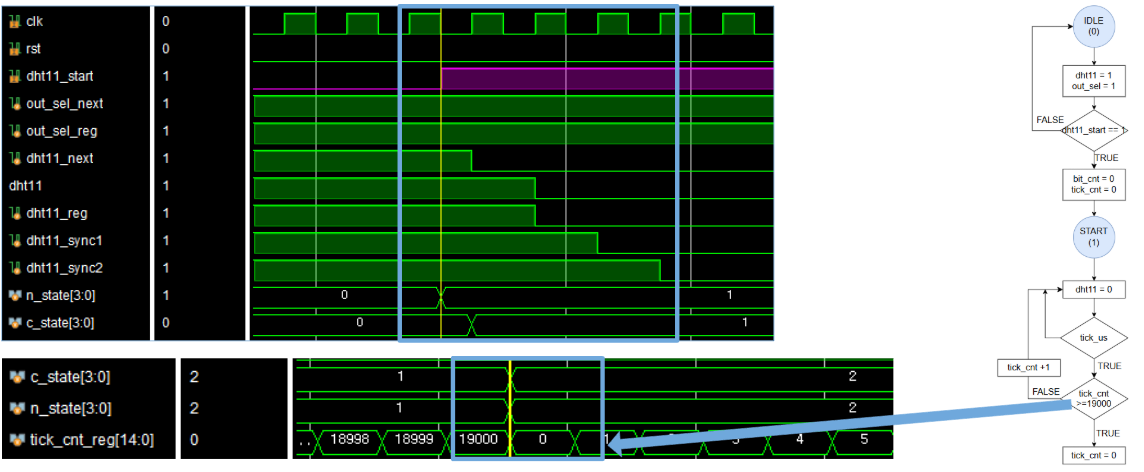 clk 0
rst 0
dht11_start 1
out_sel_next 1
out_sel_reg 1
dht11_next 1
dht11 1
dht11_reg 1
dht11_sync1 1
dht11_sync2 1
n_state[3:0] 1 0 1
c_state[3:0] 0 0 1
c_state[3:0] 2 1 2
n_state[3:0] 2 1 2
tick_cnt_reg[14:0] 0 .. 18998 18999 19000 0 1 3 4 5
IDLE
(0)
dht11 = 1
out_sel = 1
FALSE
dht11_start == 1
TRUE
bit_cnt = 0
tick_cnt = 0
START
(1)
dht11 = 0
tick_us
tick_cnt +1
TRUE
FALSE
tick_cnt
>=19000
TRUE
tick_cnt = 0